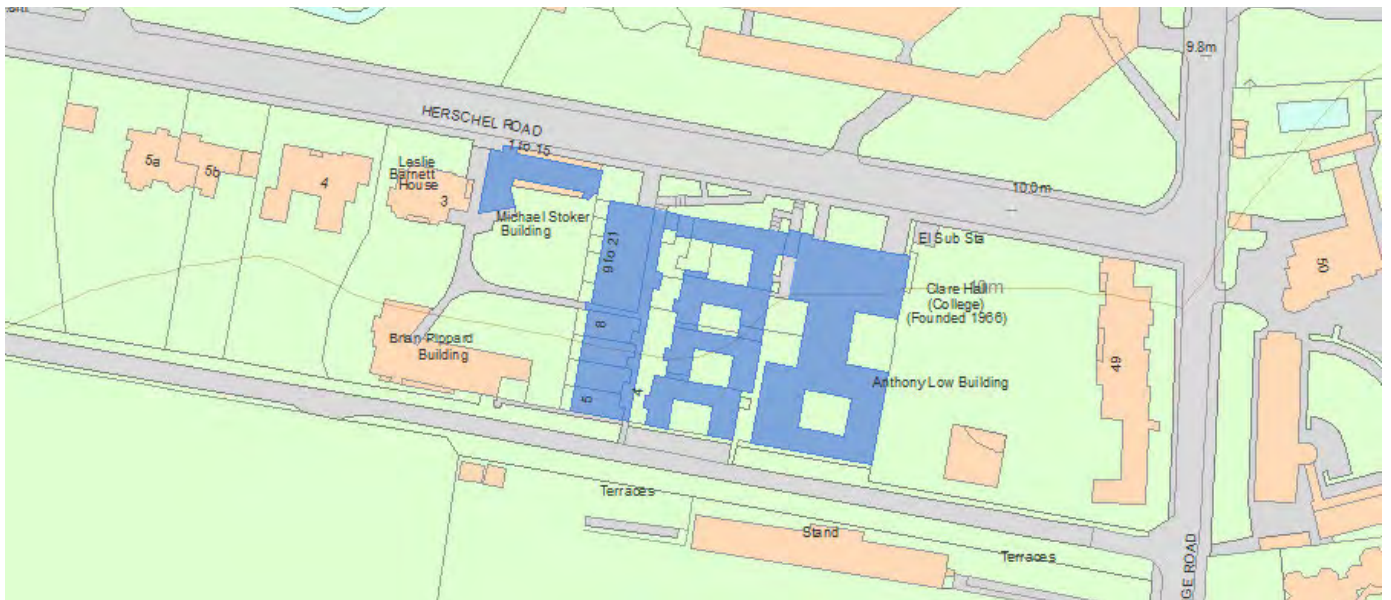 9.8m
HERSCHEL ROAD
1 to 15
5a
5b
4
Leslie
Barnett
House
3
10.0m
Michael Stoker
Building
9 to 21
El Sub Sta
50
10m
Clare Hall
(College)
(Founded 1966)
8
Brian Pippard
Building
49
Anthony Low Building
5
4
Terraces
Stand
Terraces
GE ROAD